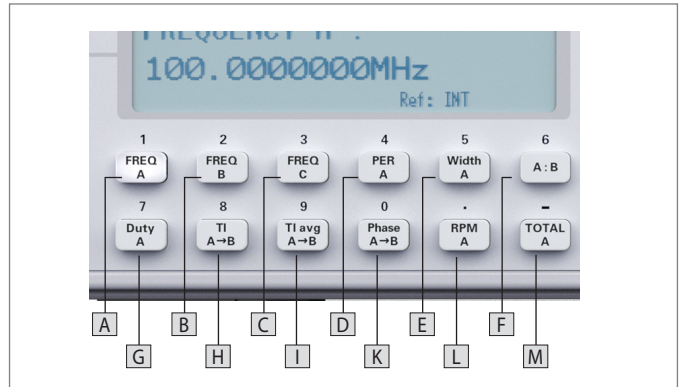 FREQUENCY A :
100.0000000MHz
Ref: INT
1 2 3 4 5 6
FREQ A FREQ B FREQ C PER A Width A A : B
7 8 9 0 . -
Duty A TI A→B TI avg A→B Phase A→B RPM A TOTAL A
A B C D E F
G H I K L M